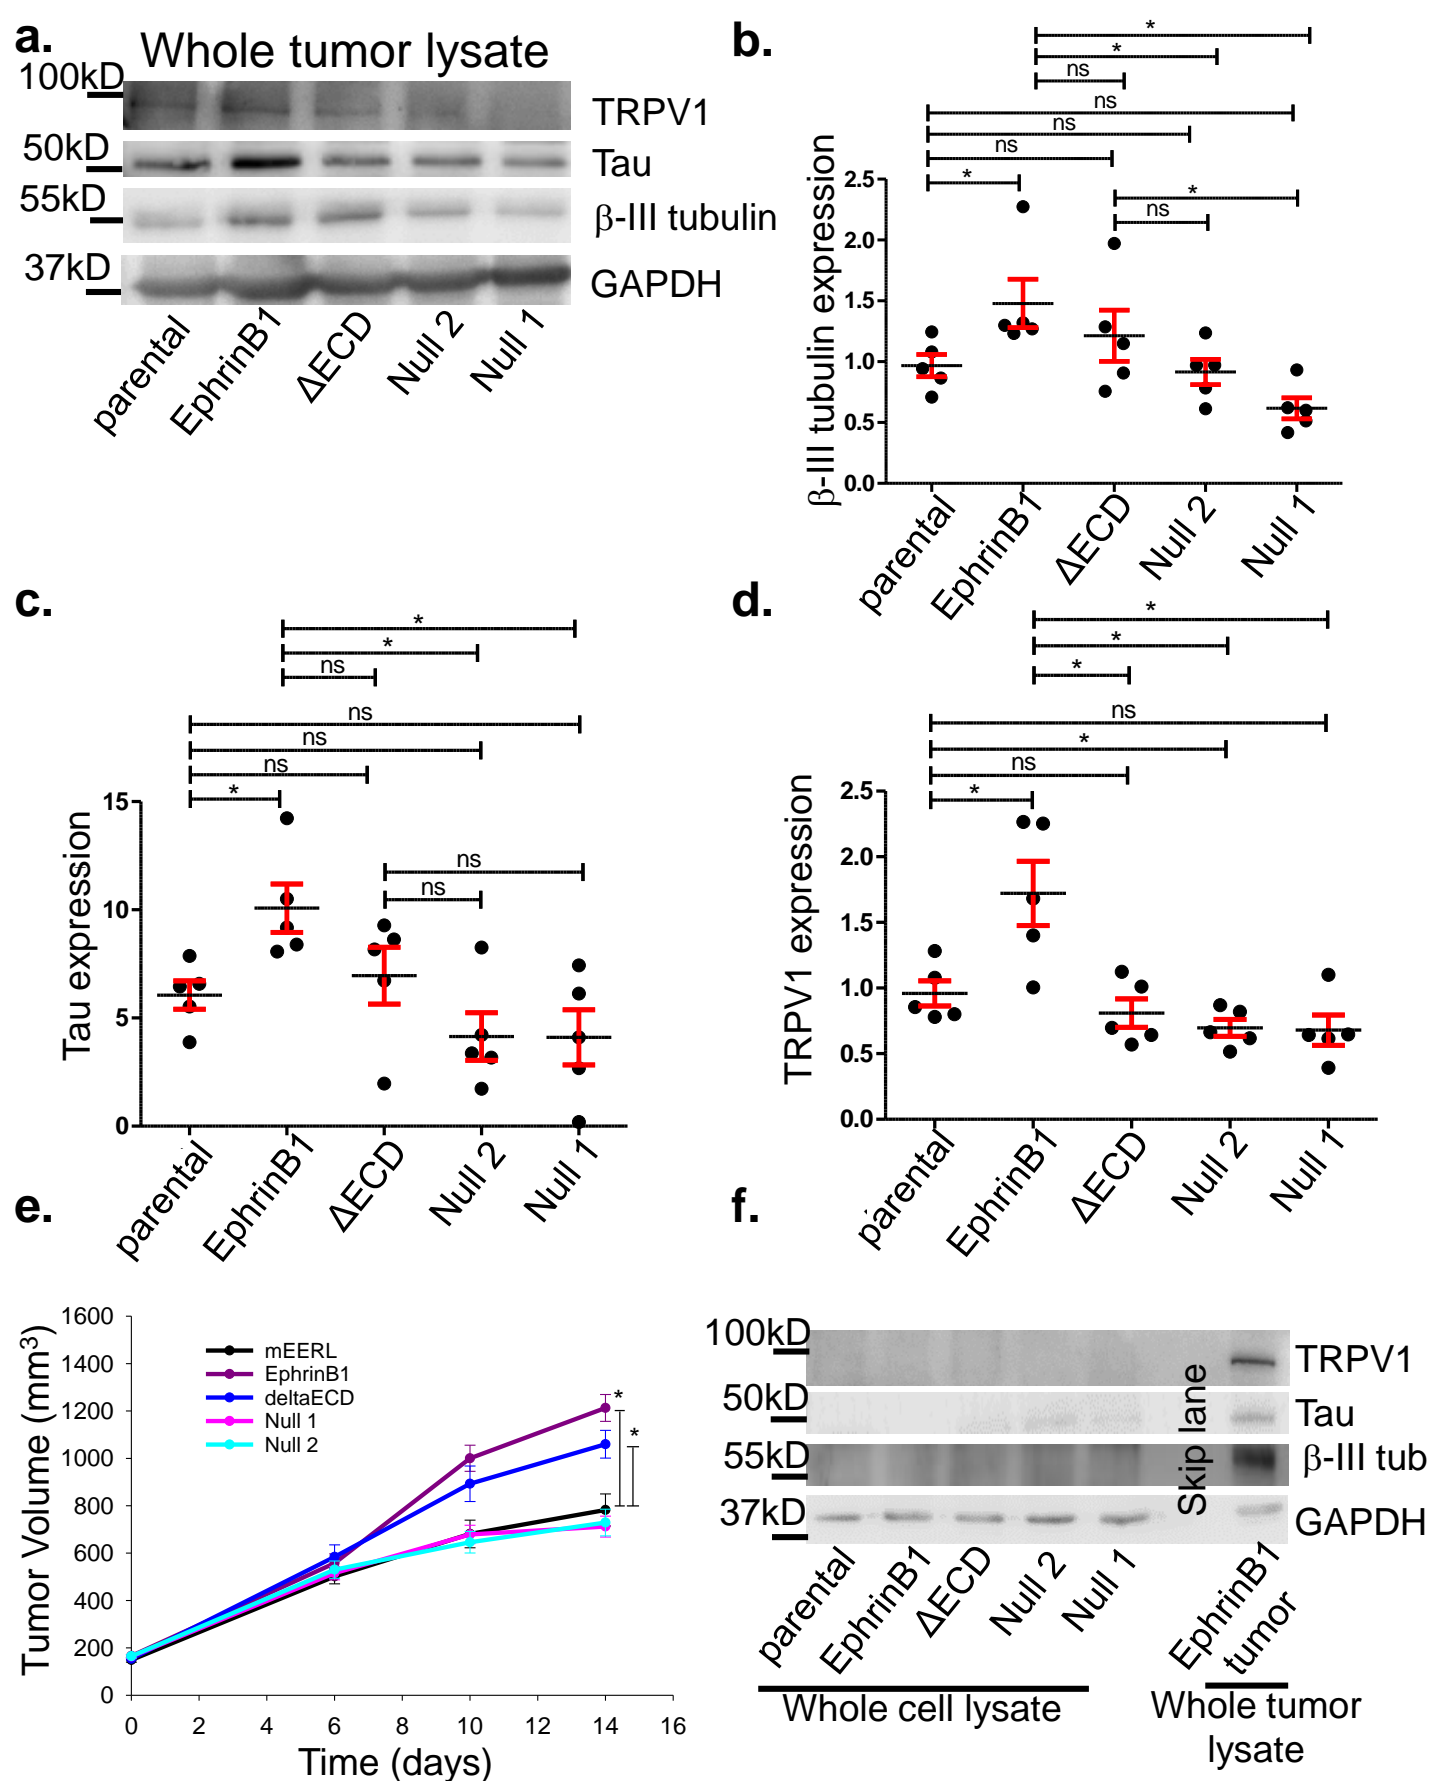 a.
Whole tumor lysate
100kD
TRPV1
50kD
Tau
55kD
β-III tubulin
37kD
GAPDH
parental
EphrinB1
ΔECD
Null 2
Null 1
b.
*
*
ns
ns
ns
ns
*
*
ns
β-III tubulin expression
2.5
2.0
1.5
1.0
0.5
0.0
parental
EphrinB1
ΔECD
Null 2
Null 1
c.
*
*
ns
ns
ns
ns
*
ns
ns
Tau expression
15
10
5
0
parental
EphrinB1
ΔECD
Null 2
Null 1
d.
*
*
*
ns
*
ns
*
TRPV1 expression
2.5
2.0
1.5
1.0
0.5
0.0
parental
EphrinB1
ΔECD
Null 2
Null 1
e.
Tumor Volume (mm³)
1600
1400
1200
1000
800
600
400
200
0
mEERL
EphrinB1
deltaECD
Null 1
Null 2
*
*
0 2 4 6 8 10 12 14 16
Time (days)
f.
100kD
TRPV1
50kD
Tau
55kD
β-III tub
37kD
GAPDH
Skip lane
parental
EphrinB1
ΔECD
Null 2
Null 1
EphrinB1
tumor
Whole cell lysate
Whole tumor
lysate